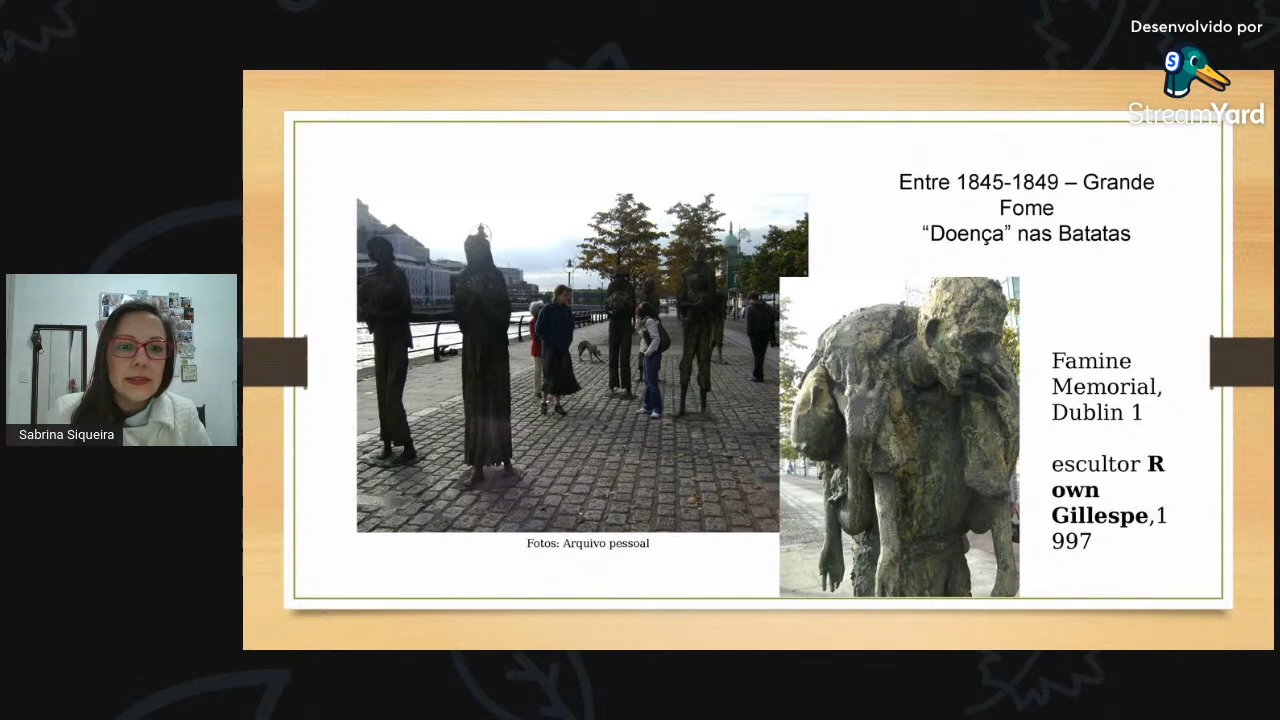 Desenvolvido por
StreamYard
Entre 1845-1849 – Grande
Fome
“Doença” nas Batatas
Famine
Memorial,
Dublin 1
escultor R
own
Gillespe,1
997
Fotos: Arquivo pessoal
Sabrina Siqueira